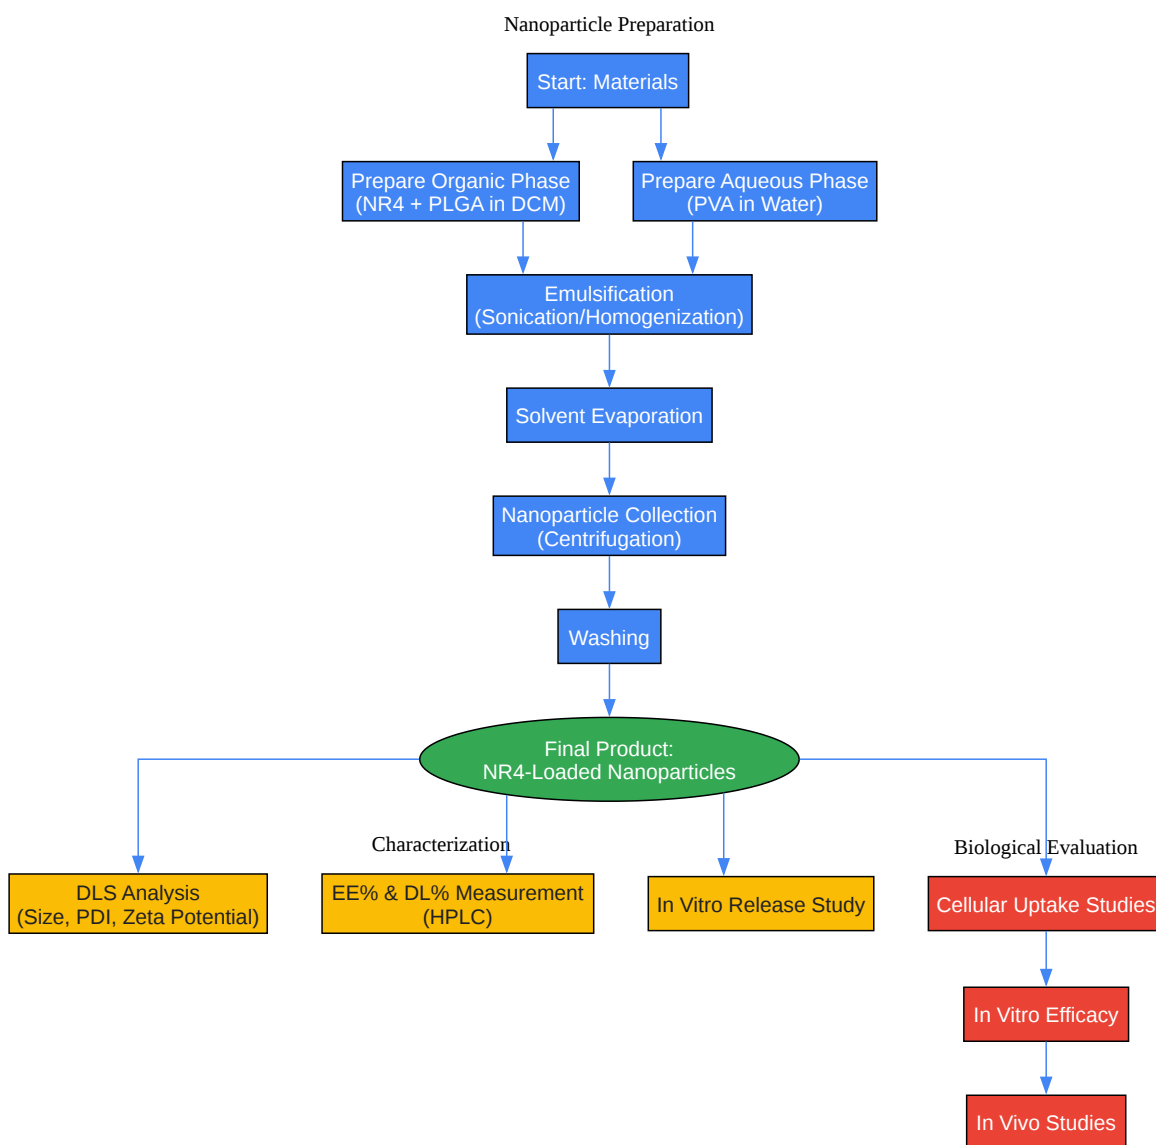 Nanoparticle Preparation
Start: Materials
Prepare Organic Phase
(NR4 + PLGA in DCM)
Prepare Aqueous Phase
(PVA in Water)
Emulsification
(Sonication/Homogenization)
Solvent Evaporation
Nanoparticle Collection
(Centrifugation)
Washing
Final Product:
NR4-Loaded Nanoparticles
Characterization
Biological Evaluation
DLS Analysis
(Size, PDI, Zeta Potential)
EE% & DL% Measurement
(HPLC)
In Vitro Release Study
Cellular Uptake Studies
In Vitro Efficacy
In Vivo Studies